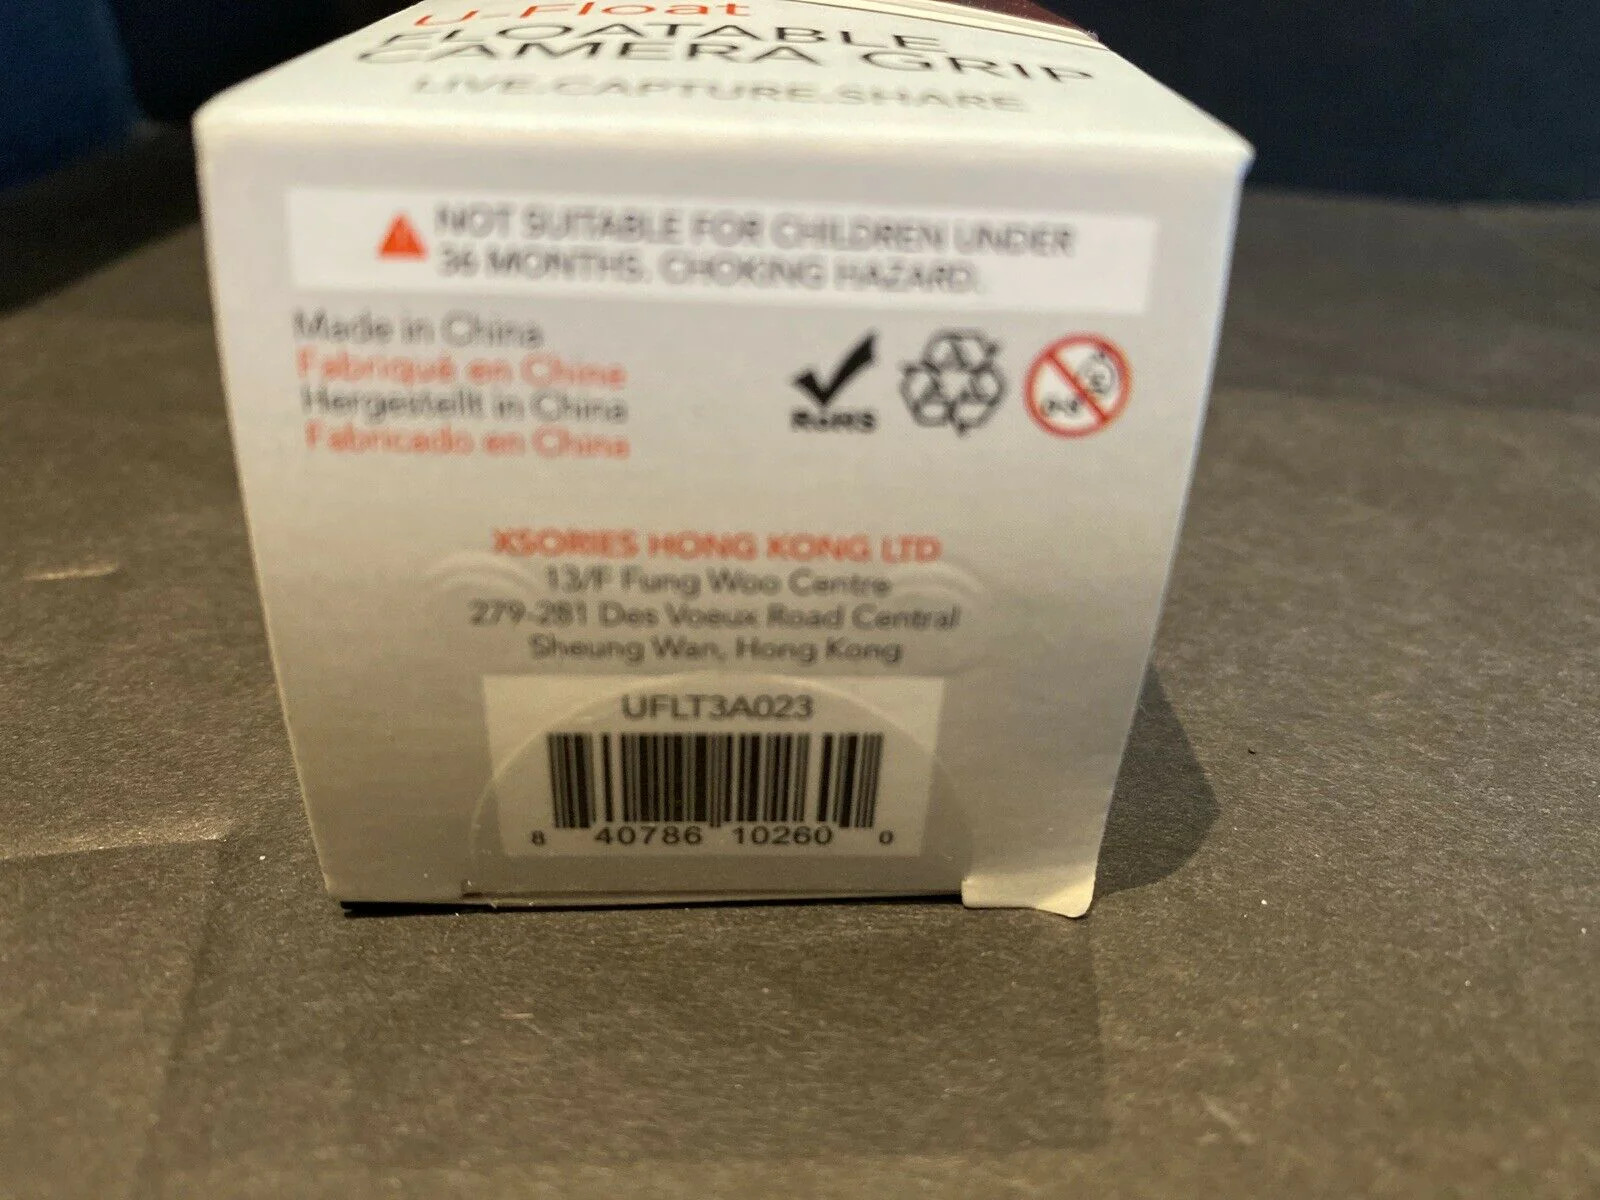 U-Float
FLOATABLE
CAMERA GRIP
LIVE.CAPTURE.SHARE
NOT SUITABLE FOR CHILDREN UNDER
36 MONTHS. CHOKING HAZARD.
Made in China
Fabriqué en Chine
Hergestellt in China
Fabricado en China
RoHS
0-3
XSORIES HONG KONG LTD
13/F Fung Woo Centre
279-281 Des Voeux Road Central
Sheung Wan, Hong Kong
UFLT3A023
8 40786 10260 0